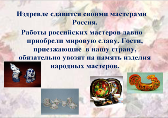 Издревле славится своими мастерами
Россия.
Работы российских мастеров давно
приобрели мировую славу. Гости,
приезжающие в нашу страну,
обязательно увозят на память изделия
народных мастеров.